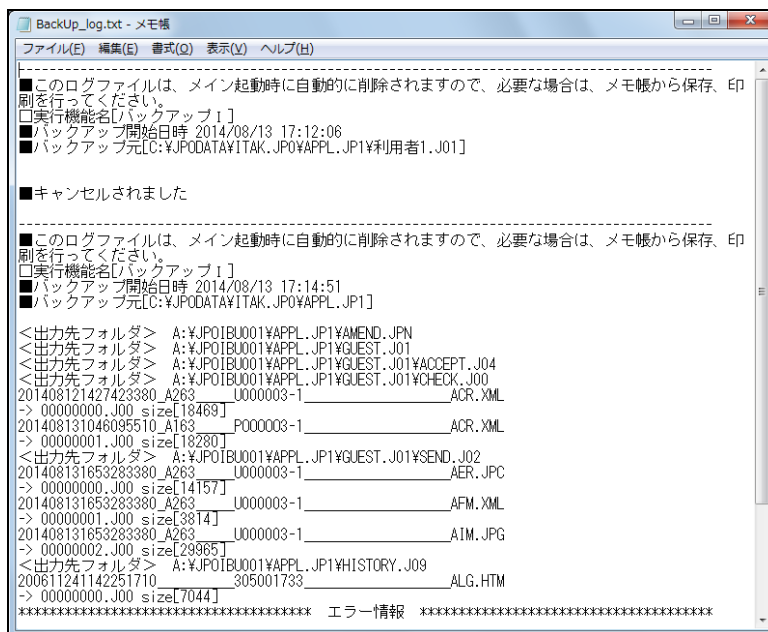 BackUp_log.txt - メモ帳
ファイル(F) 編集(E) 書式(O) 表示(V) ヘルプ(H)
--------------------------------------------------------------------------------
■このログファイルは、メイン起動時に自動的に削除されますので、必要な場合は、メモ帳から保存、印
刷を行ってください。
□実行機能名[バックアップⅠ]
■バックアップ開始日時 2014/08/13 17:12:06
■バックアップ元[C:¥JPODATA¥ITAK.JP0¥APPL.JP1¥利用者1.J01]
■キャンセルされました
--------------------------------------------------------------------------------
■このログファイルは、メイン起動時に自動的に削除されますので、必要な場合は、メモ帳から保存、印
刷を行ってください。
□実行機能名[バックアップⅠ]
■バックアップ開始日時 2014/08/13 17:14:51
■バックアップ元[C:¥JPODATA¥ITAK.JP0¥APPL.JP1]
<出力先フォルダ> A:¥JPOIBU001¥APPL.JP1¥AMEND.JPN
<出力先フォルダ> A:¥JPOIBU001¥APPL.JP1¥GUEST.J01
<出力先フォルダ> A:¥JPOIBU001¥APPL.JP1¥GUEST.J01¥ACCEPT.J04
<出力先フォルダ> A:¥JPOIBU001¥APPL.JP1¥GUEST.J01¥CHECK.J00
201408121427423380_A263_____U000003-1____________________ACR.XML
-> 00000000.J00 size[18469]
201408131046095510_A163_____P000003-1____________________ACR.XML
-> 00000001.J00 size[18280]
<出力先フォルダ> A:¥JPOIBU001¥APPL.JP1¥GUEST.J01¥SEND.J02
201408131653283380_A263_____U000003-1____________________AER.JPC
-> 00000000.J00 size[14157]
201408131653283380_A263_____U000003-1____________________AFM.XML
-> 00000001.J00 size[3814]
201408131653283380_A263_____U000003-1____________________AIM.JPG
-> 00000002.J00 size[29965]
<出力先フォルダ> A:¥JPOIBU001¥APPL.JP1¥HISTORY.J09
200611241142251710__________305001733____________________ALG.HTM
-> 00000000.J00 size[7044]
************************************ エラー情報 ************************************